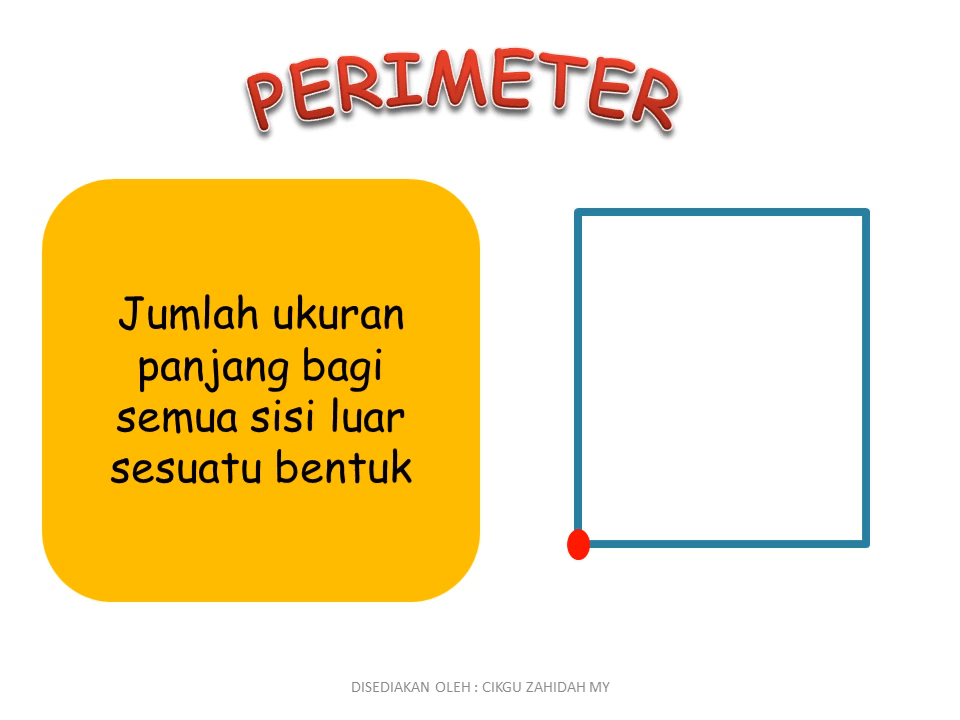 PERIMETER
Jumlah ukuran
panjang bagi
semua sisi luar
sesuatu bentuk
DISEDIAKAN OLEH : CIKGU ZAHIDAH MY